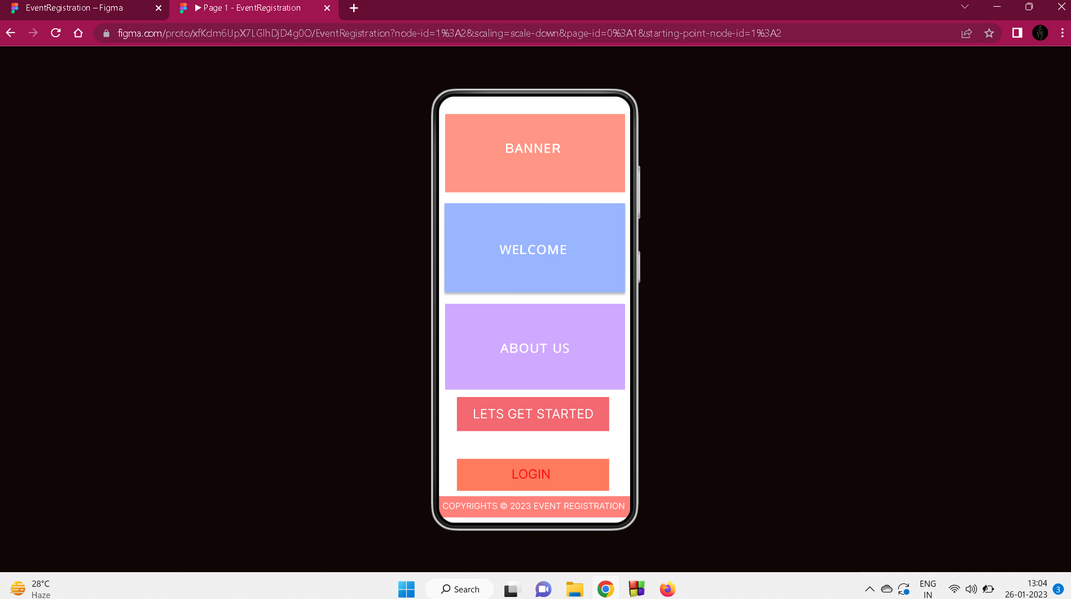 EventRegistration – Figma
Page 1 - EventRegistration
figma.com/proto/xfKdm6UpX7LGlhDjD4g0O/EventRegistration?node-id=1%3A2&scaling=scale-down&page-id=0%3A1&starting-point-node-id=1%3A2
BANNER
WELCOME
ABOUT US
LETS GET STARTED
LOGIN
COPYRIGHTS © 2023 EVENT REGISTRATION
28°C
Haze
Search
ENG
IN
13:04
26-01-2023
3